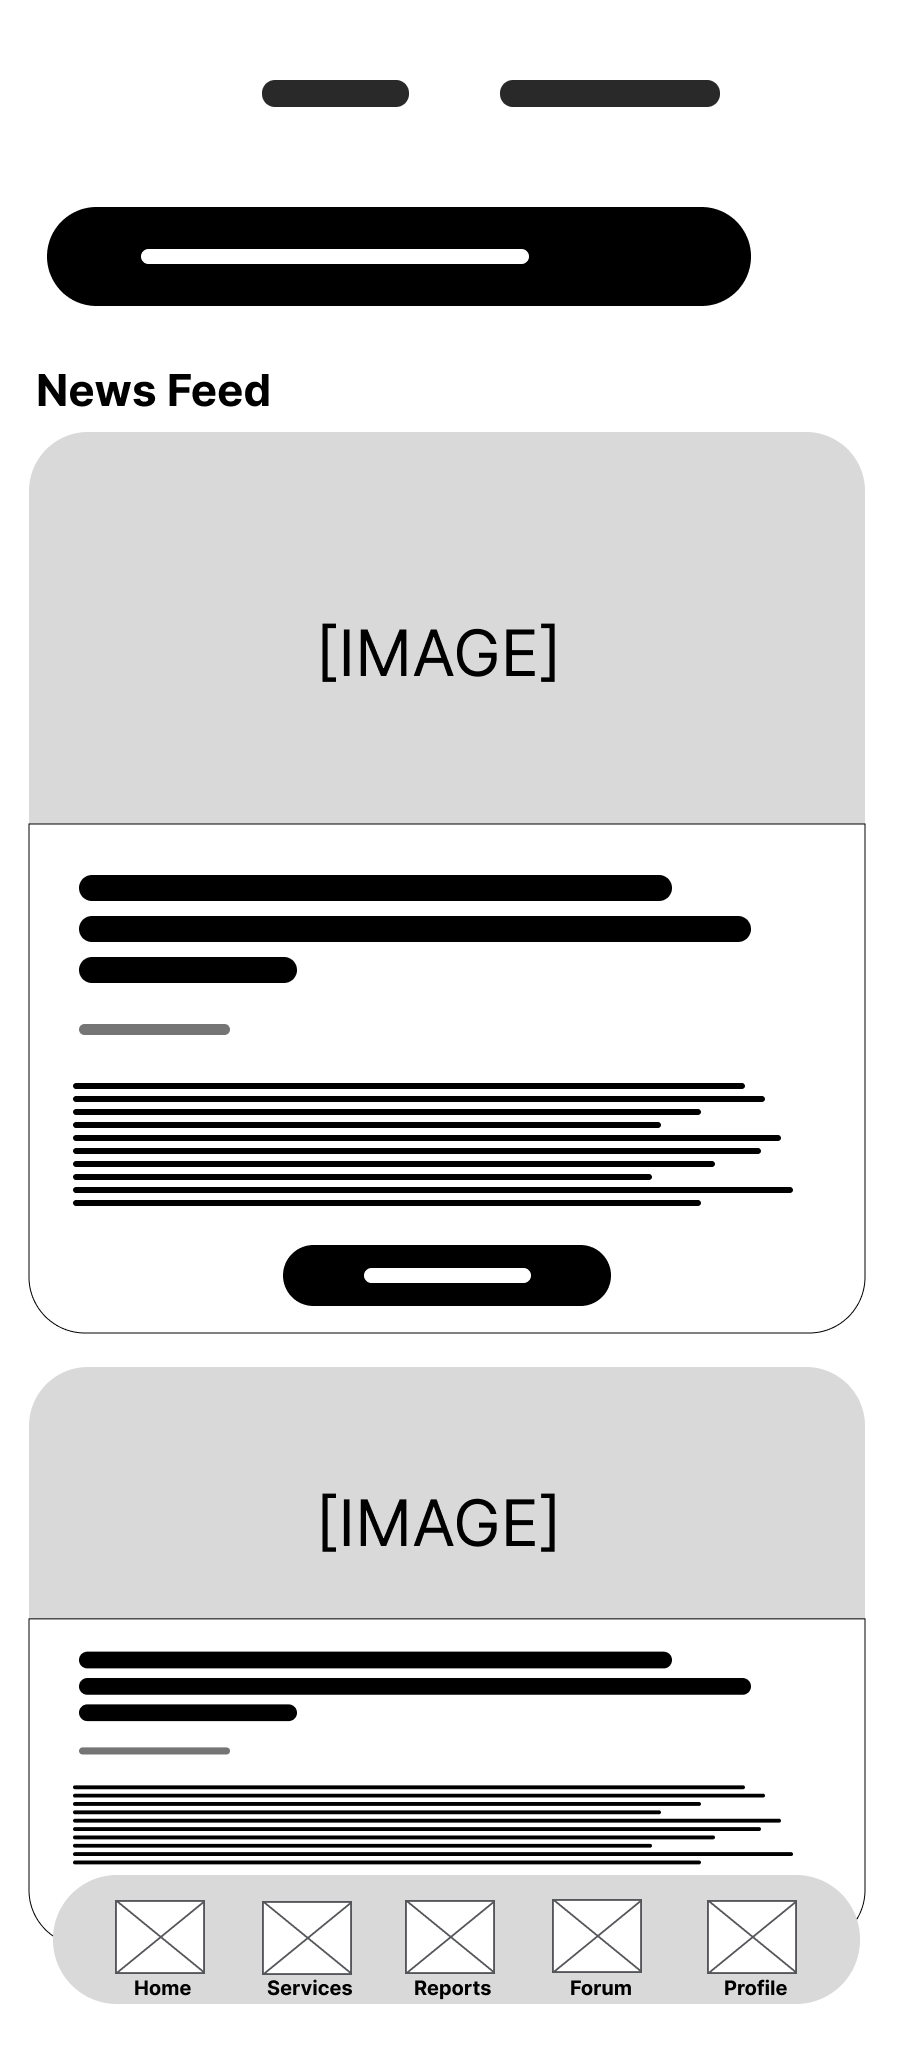 News Feed
[IMAGE]
[IMAGE]
Home Services Reports Forum Profile